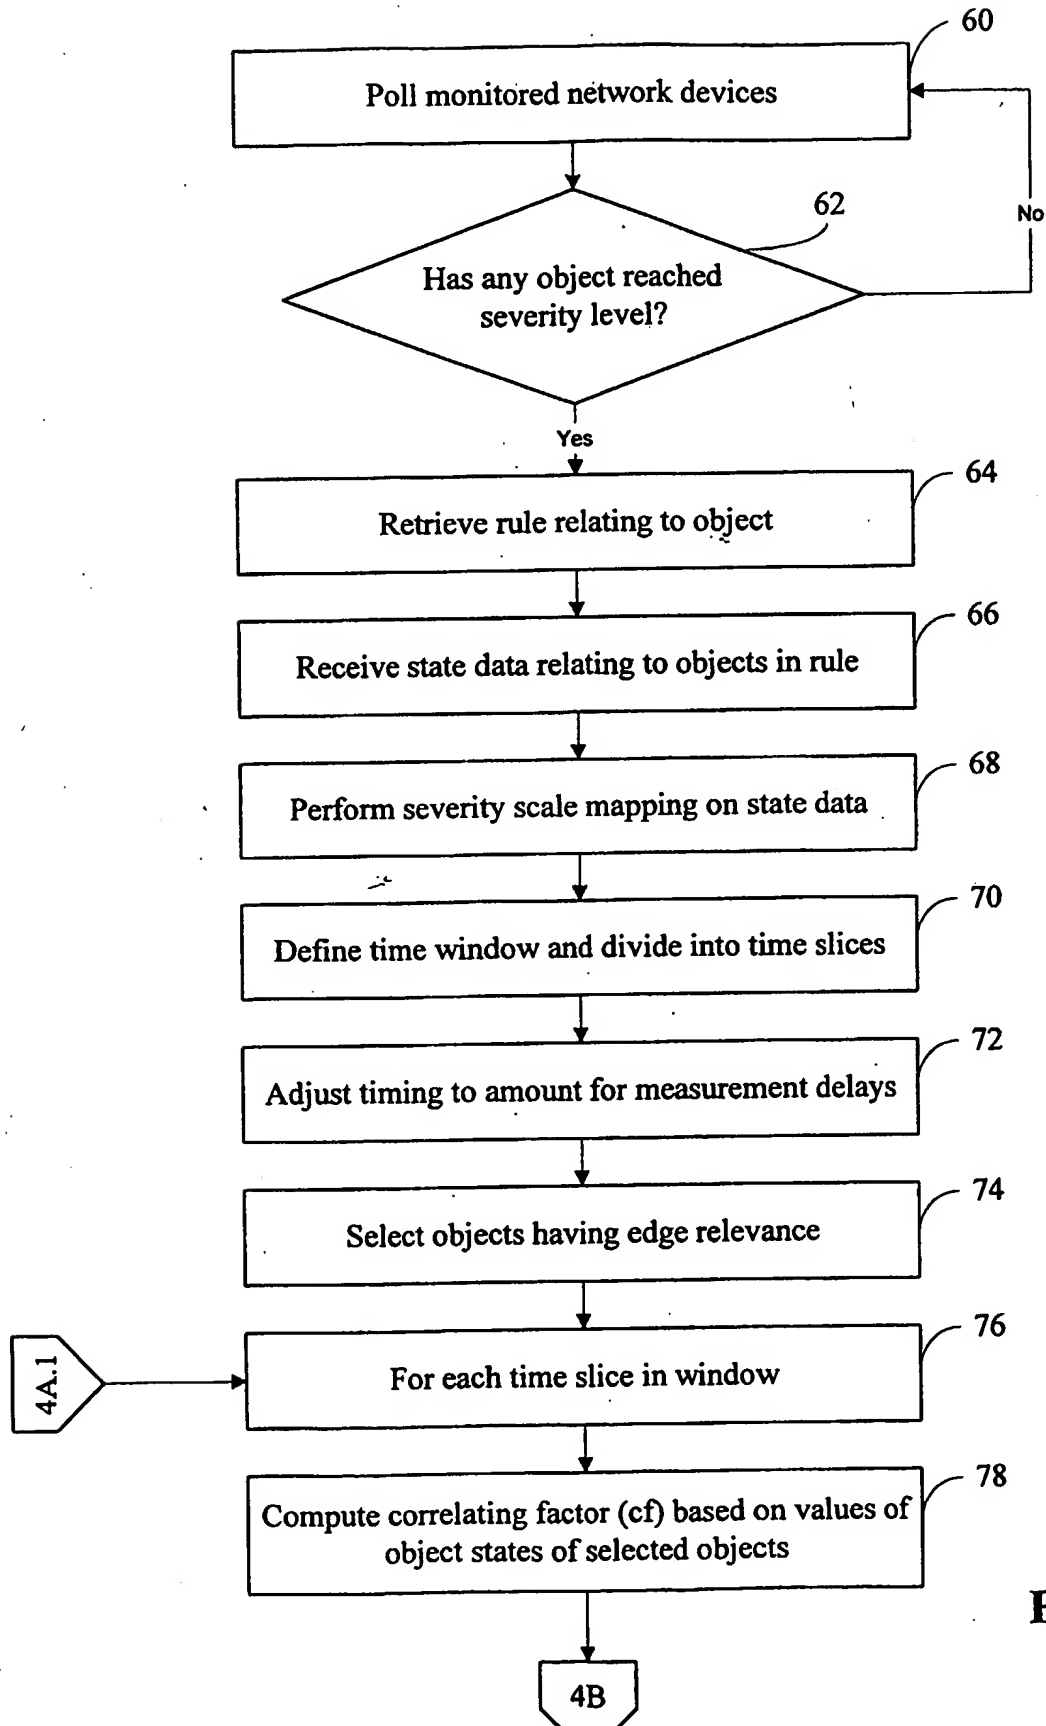 60
Poll monitored network devices
62
No
Has any object reached
severity level?
Yes
64
Retrieve rule relating to object
66
Receive state data relating to objects in rule
68
Perform severity scale mapping on state data
70
Define time window and divide into time slices
72
Adjust timing to amount for measurement delays
74
Select objects having edge relevance
76
4A.1
For each time slice in window
78
Compute correlating factor (cf) based on values of
object states of selected objects
4B